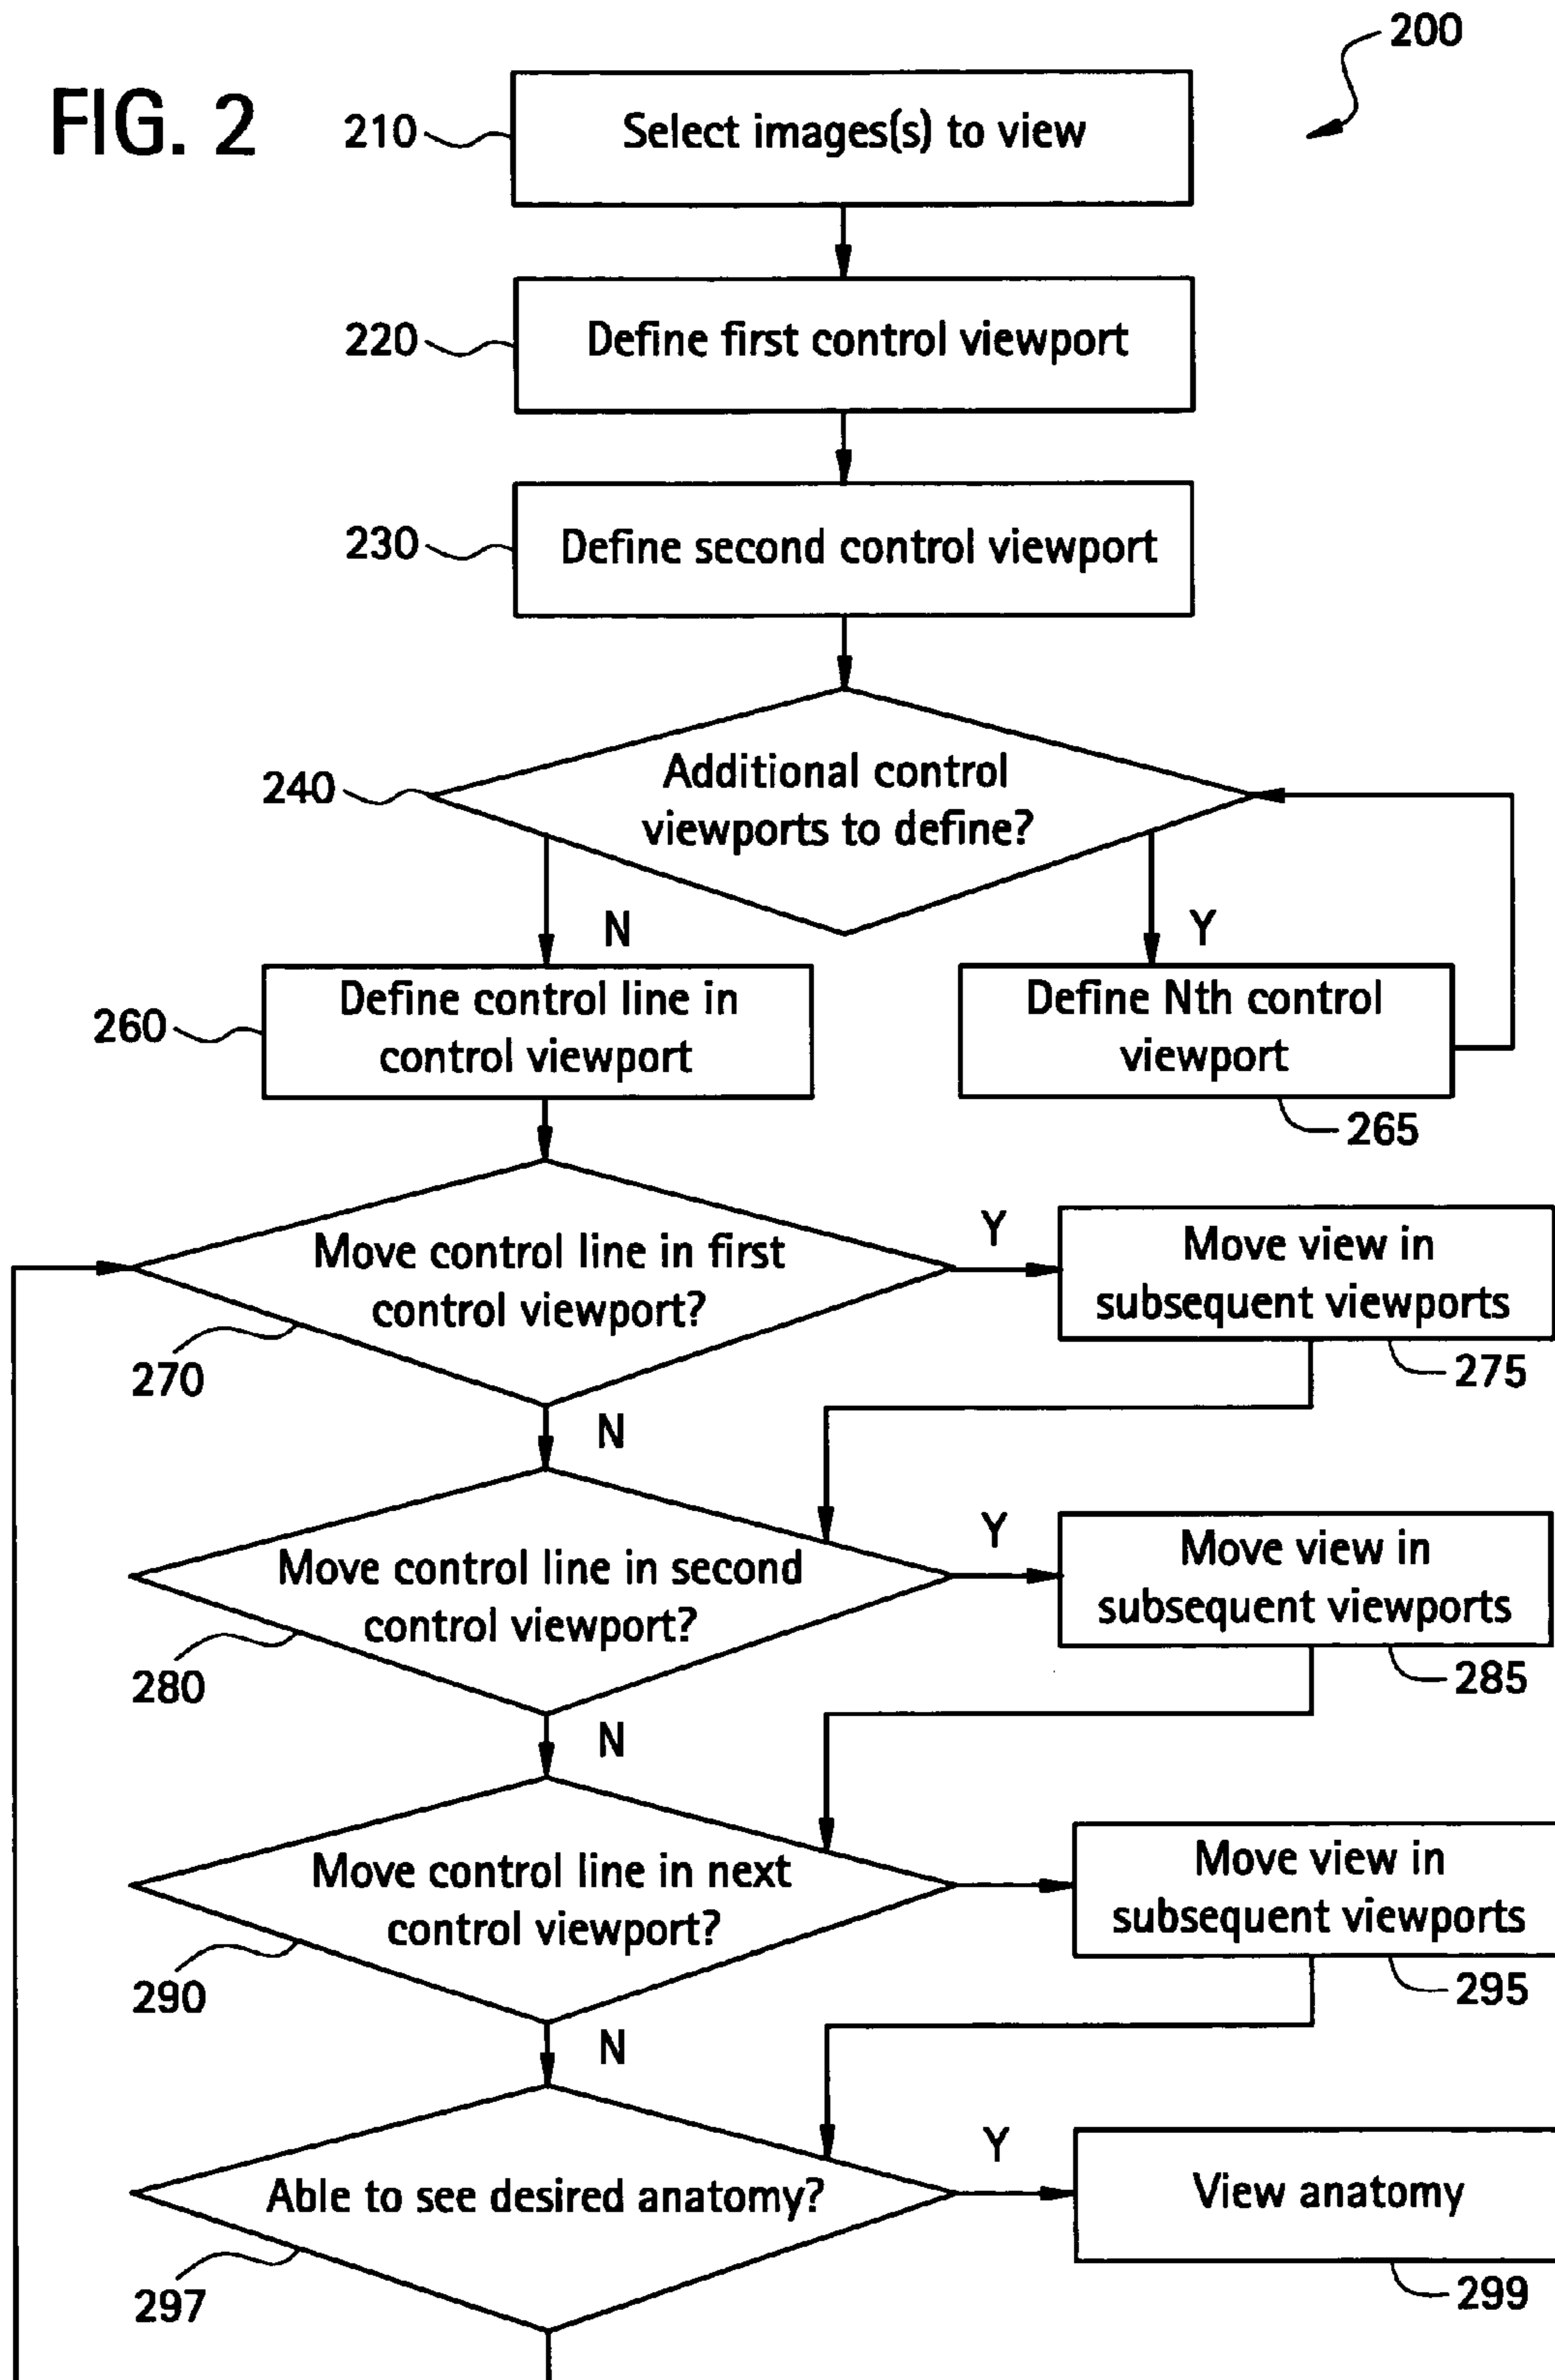 200
FIG. 2
210
Select images(s) to view
220
Define first control viewport
230
Define second control viewport
240
Additional control
viewports to define?
N
Y
260
Define control line in
control viewport
Define Nth control
viewport
265
Move control line in first
control viewport?
270
Y
Move view in
subsequent viewports
275
N
Move control line in second
control viewport?
280
Y
Move view in
subsequent viewports
285
N
Move control line in next
control viewport?
290
Move view in
subsequent viewports
295
N
Able to see desired anatomy?
297
Y
View anatomy
299